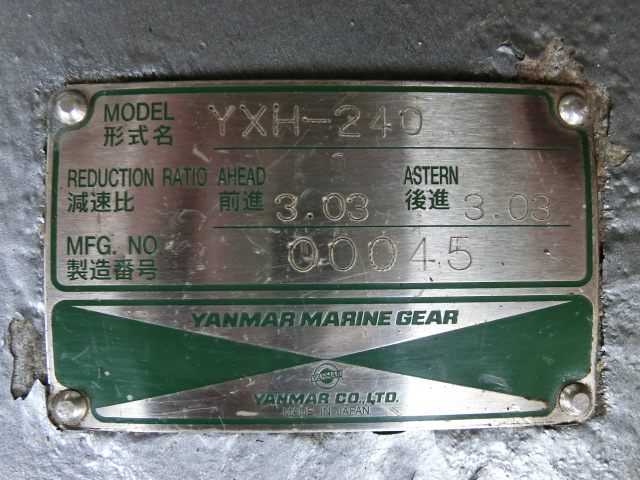 MODEL YXH-240
形式名
REDUCTION RATIO AHEAD ASTERN
減速比 前進 3.03 後進 3.03
MFG. NO. 00045
製造番号
YANMAR MARINE GEAR
YANMAR
YANMAR CO., LTD.
MADE IN JAPAN